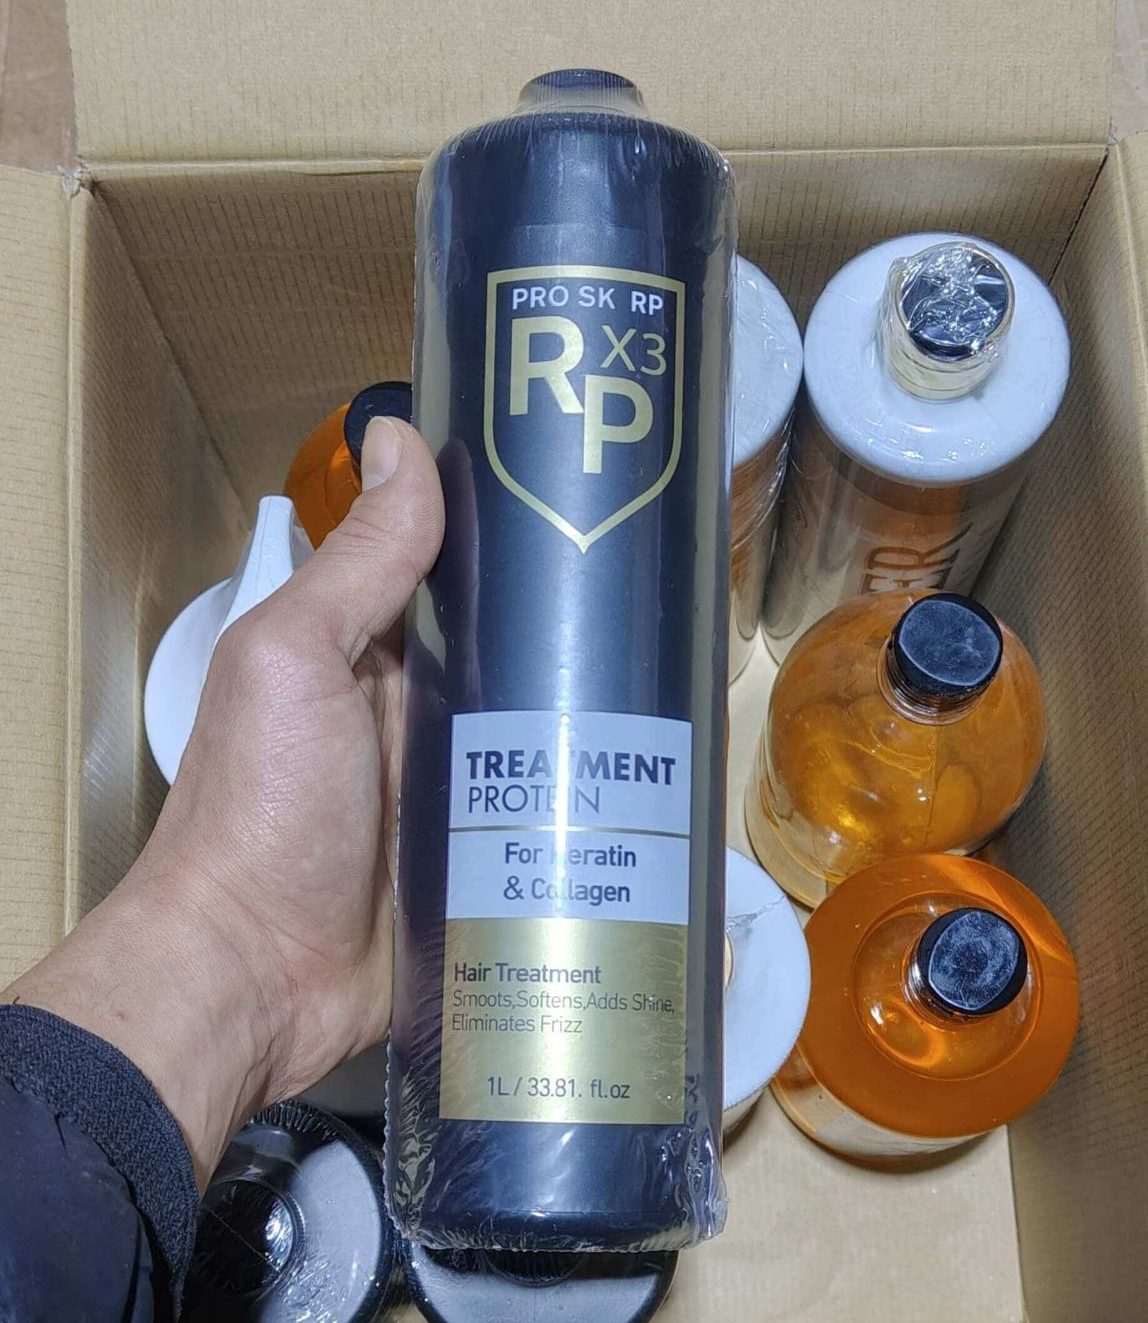 PRO SK RP
R X3
P
TREATMENT
PROTEIN
For Keratin
& Collagen
Hair Treatment
Smoots,Softens,Adds Shine,
Eliminates Frizz
1L / 33.81. fl.oz